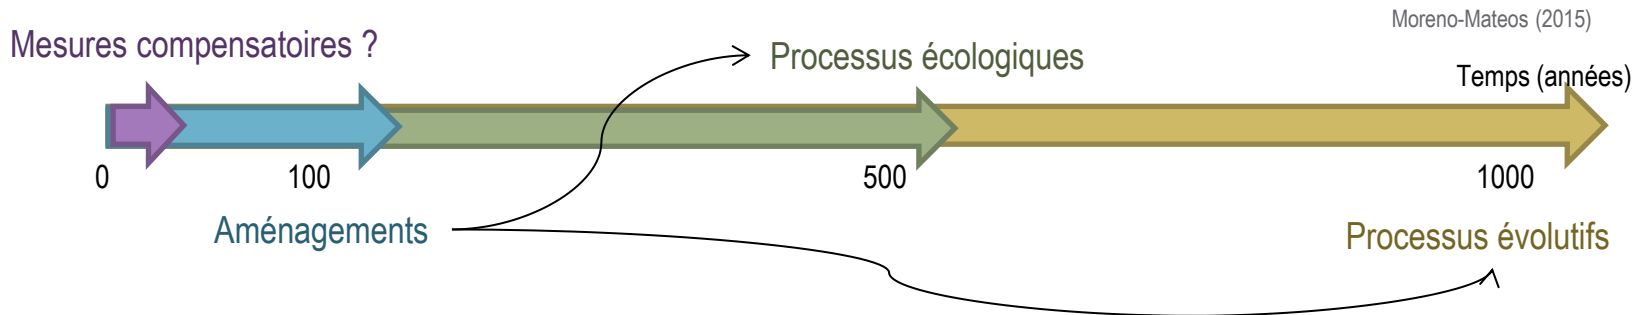 Moreno-Mateos (2015)
Mesures compensatoires ?
Processus écologiques
Temps (années)
0 100 500 1000
Aménagements
Processus évolutifs